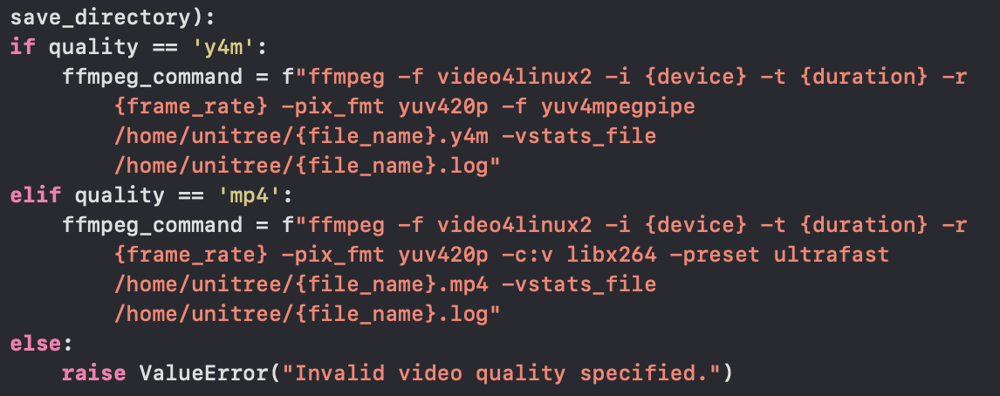 save_directory):
if quality == 'y4m':
ffmpeg_command = f"ffmpeg -f video4linux2 -i {device} -t {duration} -r
{frame_rate} -pix_fmt yuv420p -f yuv4mpegpipe
/home/unitree/{file_name}.y4m -vstats_file
/home/unitree/{file_name}.log"
elif quality == 'mp4':
ffmpeg_command = f"ffmpeg -f video4linux2 -i {device} -t {duration} -r
{frame_rate} -pix_fmt yuv420p -c:v libx264 -preset ultrafast
/home/unitree/{file_name}.mp4 -vstats_file
/home/unitree/{file_name}.log"
else:
raise ValueError("Invalid video quality specified.")